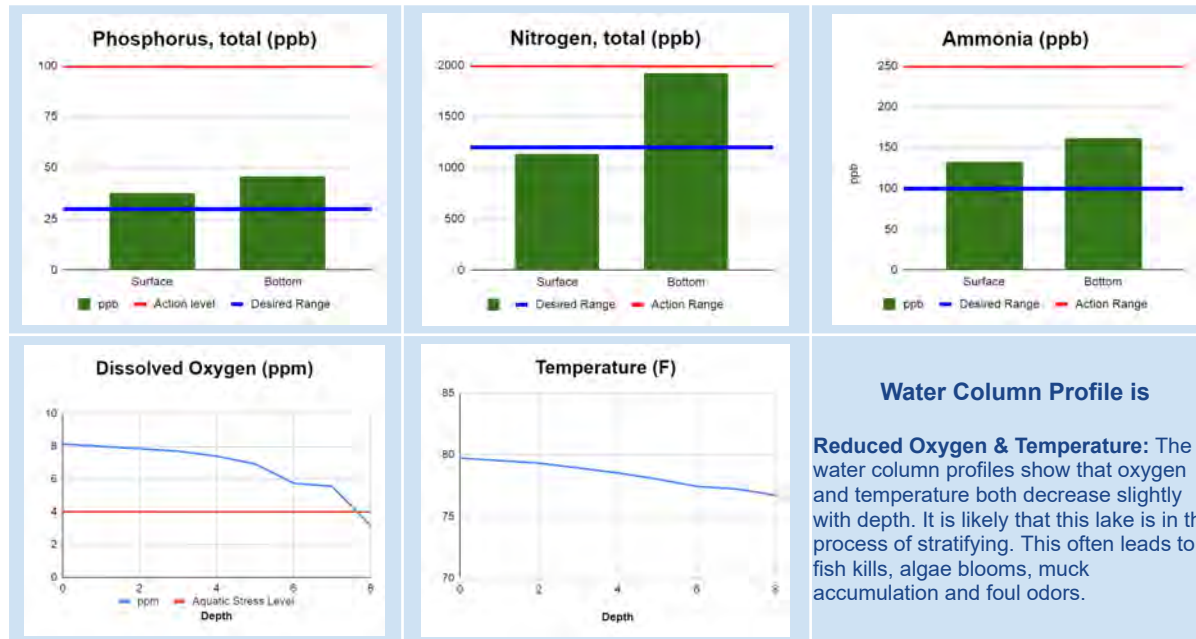 Phosphorus, total (ppb)
100
75
50
25
0
Surface
Bottom
ppb
Action level
Desired Range
Nitrogen, total (ppb)
2000
1500
1000
500
0
Surface
Bottom
Desired Range
Action Range
Ammonia (ppb)
ppb
250
200
150
100
50
0
Surface
Bottom
ppb
Desired Range
Action Range
Dissolved Oxygen (ppm)
10
8
6
4
2
0
0
2
4
6
8
ppm
Aquatic Stress Level
Depth
Temperature (F)
85
80
75
70
0
2
4
6
8
Depth
Water Column Profile is
Reduced Oxygen & Temperature: The
water column profiles show that oxygen
and temperature both decrease slightly
with depth. It is likely that this lake is in th
process of stratifying. This often leads to
fish kills, algae blooms, muck
accumulation and foul odors.